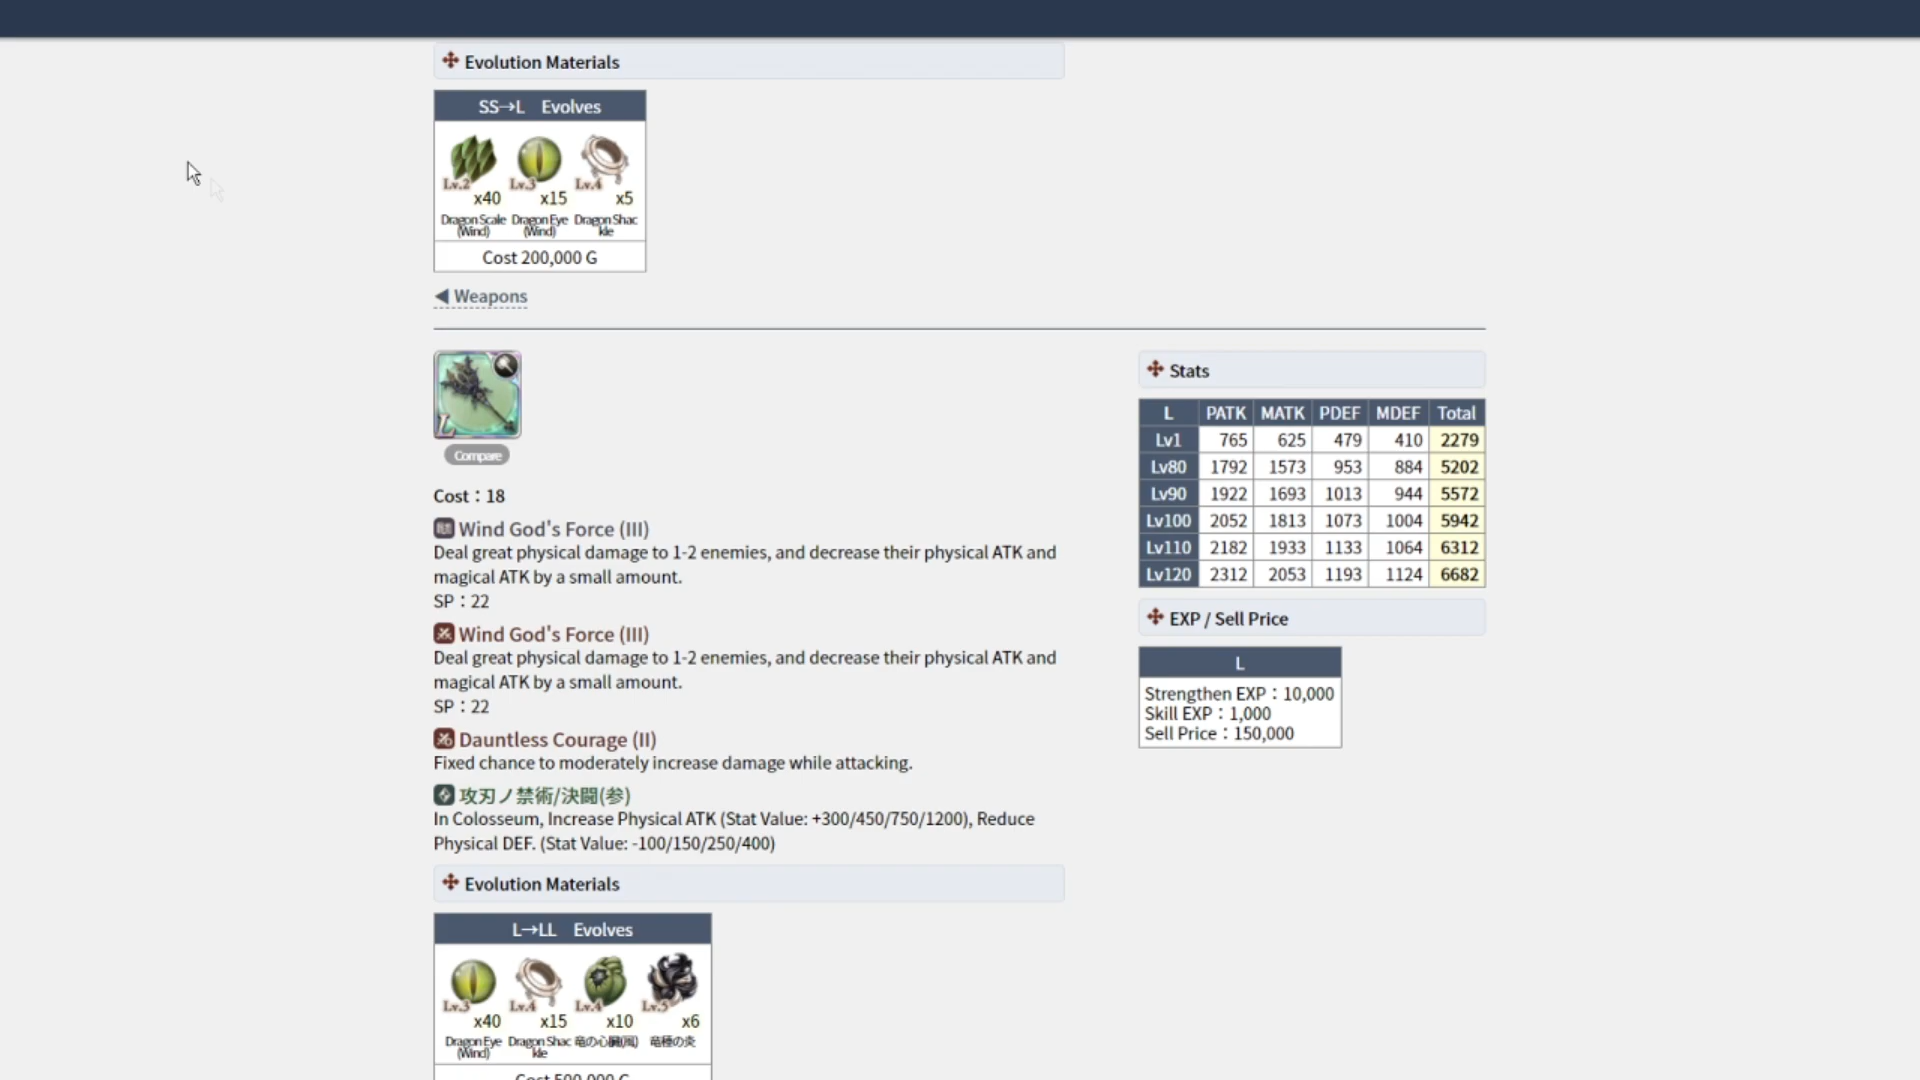 Evolution Materials
SS→L Evolves
Lv.2 Lv.3 Lv.4
x40 x15 x5
Dragon Scale (Wind) Dragon Eye (Wind) Dragon Shackle
Cost 200,000 G
◀ Weapons
L
Compare
Cost：18
Wind God's Force (III)
Deal great physical damage to 1-2 enemies, and decrease their physical ATK and
magical ATK by a small amount.
SP：22
Wind God's Force (III)
Deal great physical damage to 1-2 enemies, and decrease their physical ATK and
magical ATK by a small amount.
SP：22
Dauntless Courage (II)
Fixed chance to moderately increase damage while attacking.
攻刃ノ禁術/決闘(参)
In Colosseum, Increase Physical ATK (Stat Value: +300/450/750/1200), Reduce
Physical DEF. (Stat Value: -100/150/250/400)
Evolution Materials
L→LL Evolves
Lv.3 Lv.4 Lv.4 Lv.5
x40 x15 x10 x6
Dragon Eye (Wind) Dragon Shackle 竜の心臓(風) 竜種の炎
Cost 500,000 G
Stats
L PATK MATK PDEF MDEF Total
Lv1 765 625 479 410 2279
Lv80 1792 1573 953 884 5202
Lv90 1922 1693 1013 944 5572
Lv100 2052 1813 1073 1004 5942
Lv110 2182 1933 1133 1064 6312
Lv120 2312 2053 1193 1124 6682
EXP / Sell Price
L
Strengthen EXP：10,000
Skill EXP：1,000
Sell Price：150,000